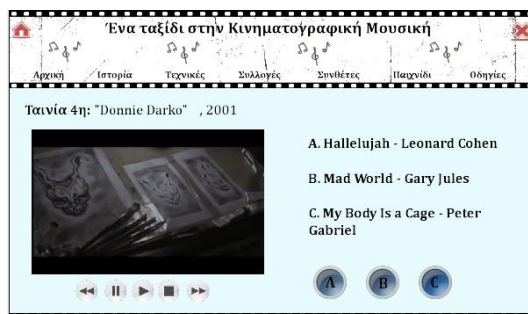 Ένα ταξίδι στην Κινηματογραφική Μουσική
Αρχική Ιστορία Τεχνικές Συλλογές Συνθέτες Παιχνίδι Οδηγίες
Ταινία 4η: "Donnie Darko" , 2001
A. Hallelujah - Leonard Cohen
B. Mad World - Gary Jules
C. My Body Is a Cage - Peter
Gabriel
A B C